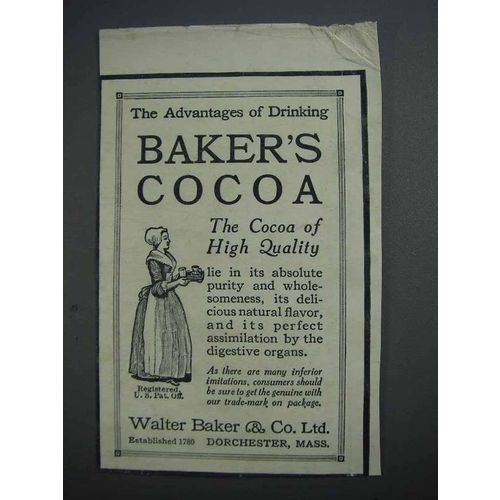 The Advantages of Drinking
BAKER'S
COCOA
The Cocoa of
High Quality
lie in its absolute
purity and whole-
someness, its deli-
cious natural flavor,
and its perfect
assimilation by the
digestive organs.
As there are many inferior
imitations, consumers should
be sure to get the genuine with
our trade-mark on package.
Registered,
U. S. Pat. Off.
Walter Baker & Co. Ltd.
Established 1780 DORCHESTER, MASS.